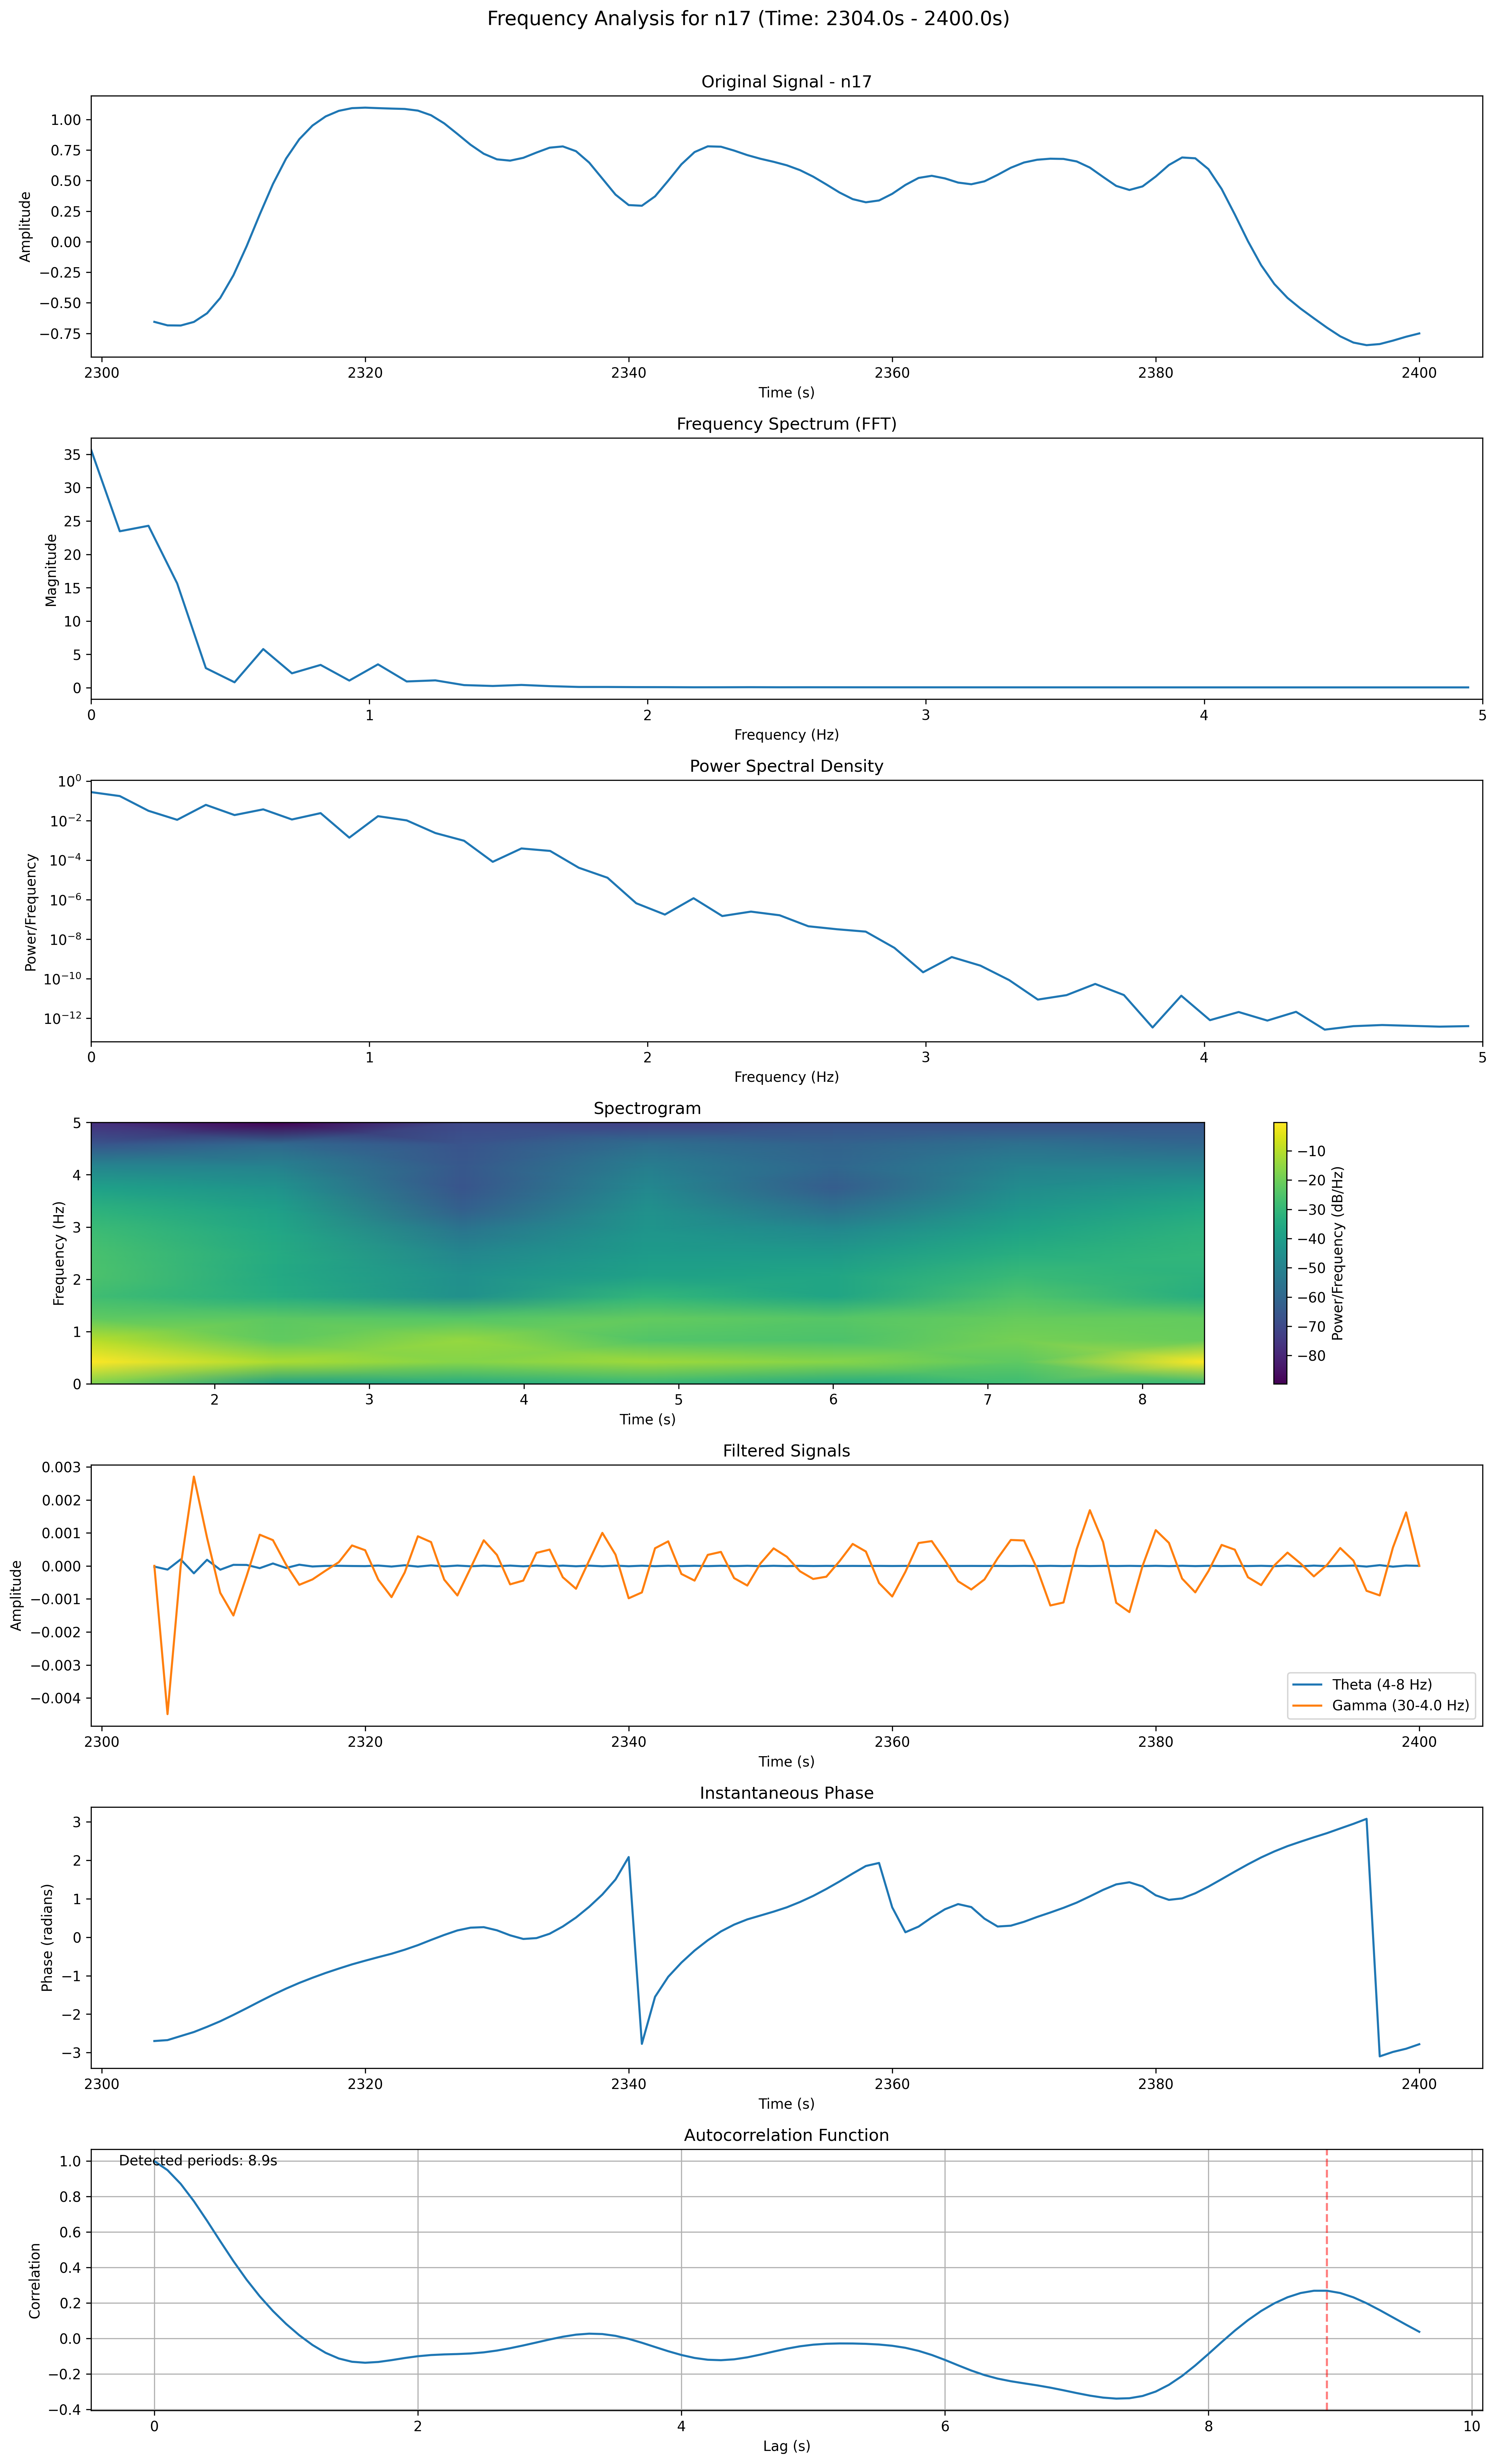 Frequency Analysis for n17 (Time: 2304.0s - 2400.0s)
Original Signal - n17
1.00
0.75
0.50
0.25
0.00
−0.25
−0.50
−0.75
Amplitude
2300 2320 2340 2360 2380 2400
Time (s)
Frequency Spectrum (FFT)
35
30
25
20
15
10
5
0
Magnitude
0 1 2 3 4 5
Frequency (Hz)
Power Spectral Density
10⁰
10⁻²
10⁻⁴
10⁻⁶
10⁻⁸
10⁻¹⁰
10⁻¹²
Power/Frequency
0 1 2 3 4 5
Frequency (Hz)
Spectrogram
5
4
3
2
1
0
Frequency (Hz)
2 3 4 5 6 7 8
Time (s)
−10
−20
−30
−40
−50
−60
−70
−80
Power/Frequency (dB/Hz)
Filtered Signals
0.003
0.002
0.001
0.000
−0.001
−0.002
−0.003
−0.004
Amplitude
Theta (4-8 Hz)
Gamma (30-4.0 Hz)
2300 2320 2340 2360 2380 2400
Time (s)
Instantaneous Phase
3
2
1
0
−1
−2
−3
Phase (radians)
2300 2320 2340 2360 2380 2400
Time (s)
Autocorrelation Function
Detected periods: 8.9s
1.0
0.8
0.6
0.4
0.2
0.0
−0.2
−0.4
Correlation
0 2 4 6 8 10
Lag (s)